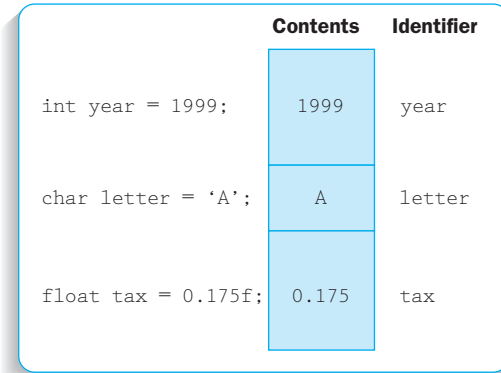 Contents Identifier
int year = 1999; 1999 year
char letter = ‘A’; A letter
float tax = 0.175f; 0.175 tax